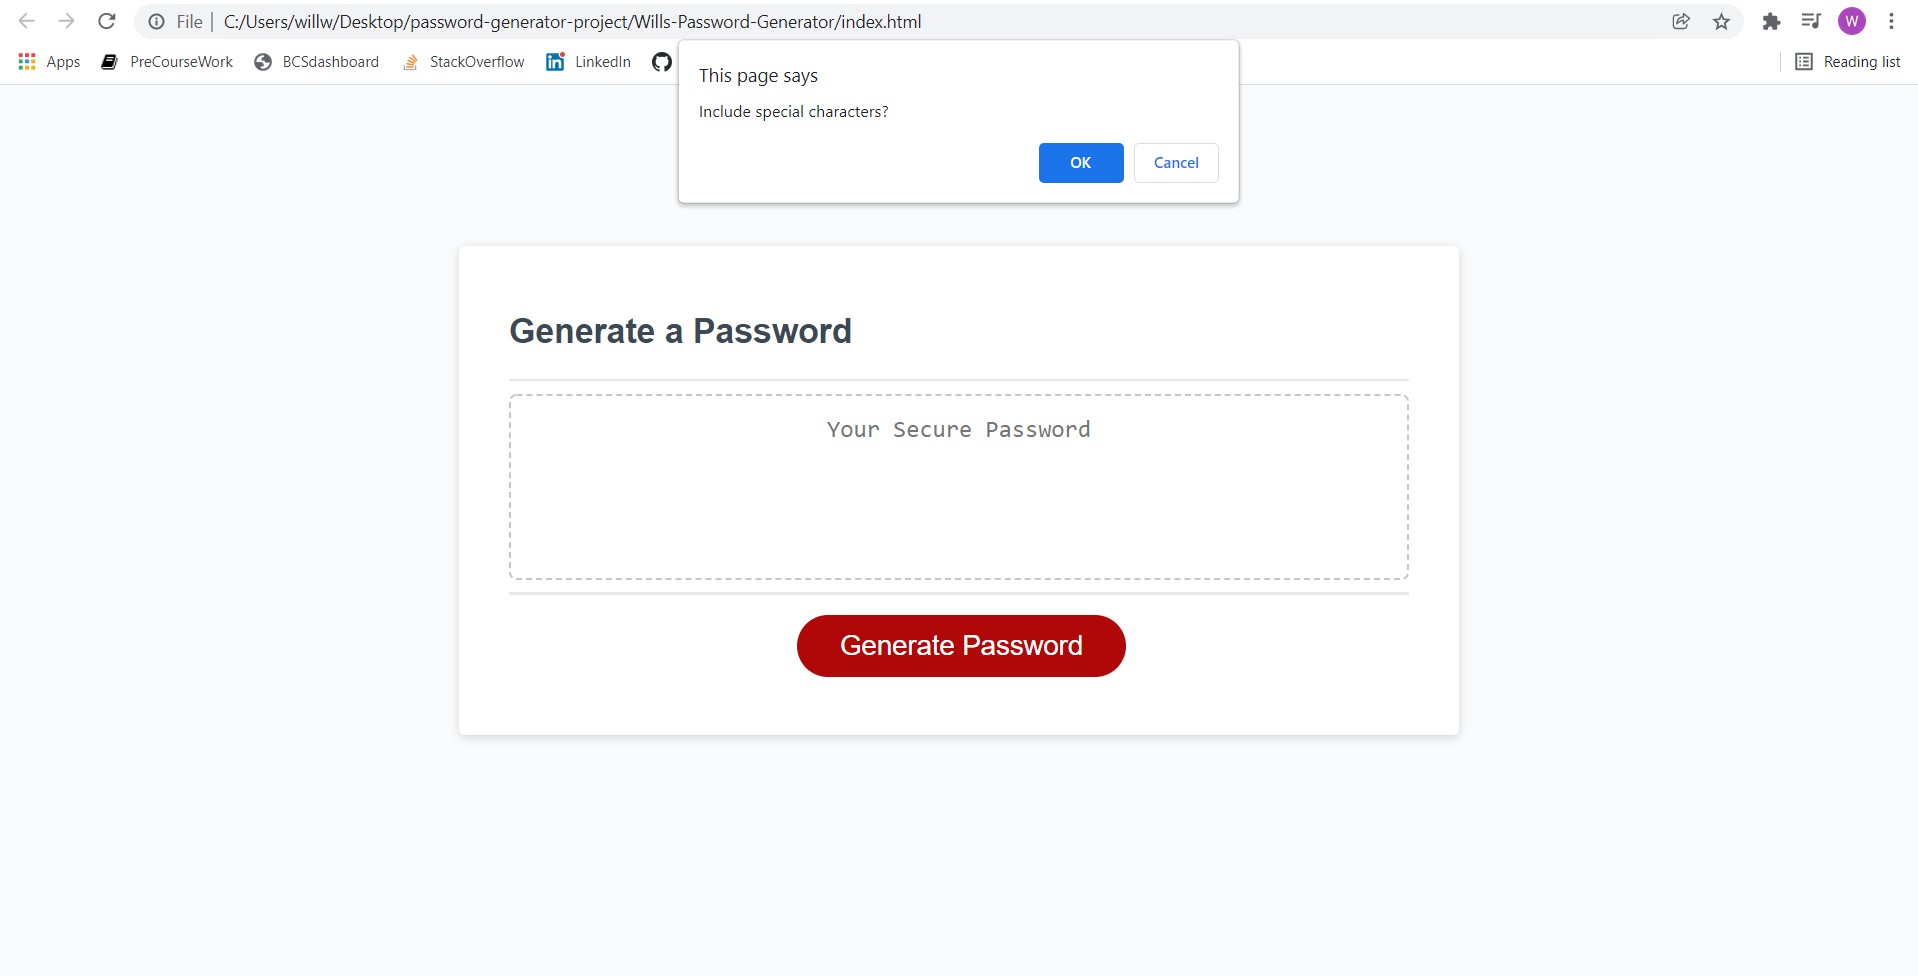 File | C:/Users/willw/Desktop/password-generator-project/Wills-Password-Generator/index.html
W
Apps PreCourseWork BCSdashboard StackOverflow LinkedIn Reading list
This page says
Include special characters?
OK Cancel
Generate a Password
Your Secure Password
Generate Password